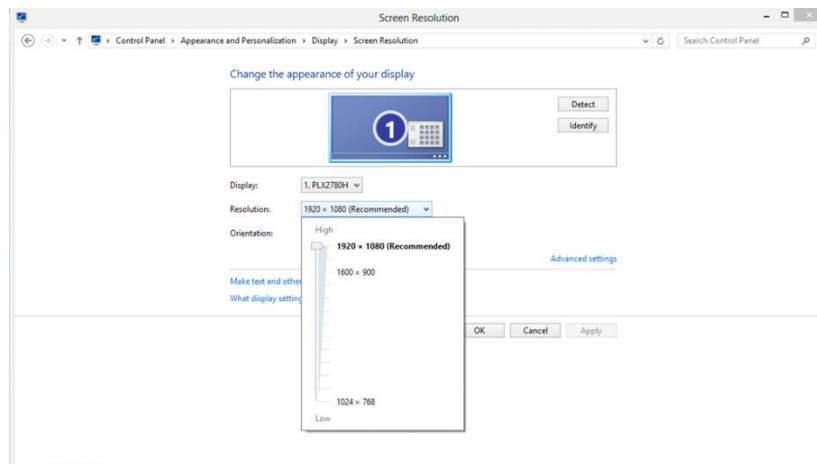 Screen Resolution
Control Panel Appearance and Personalization Display Screen Resolution
Search Control Panel
Change the appearance of your display
1
Detect
Identify
Display: 1. PLX2780H
Resolution: 1920 × 1080 (Recommended)
Orientation:
High
1920 × 1080 (Recommended)
1600 × 900
1024 × 768
Low
Advanced settings
Make text and other
What display setting
OK Cancel Apply